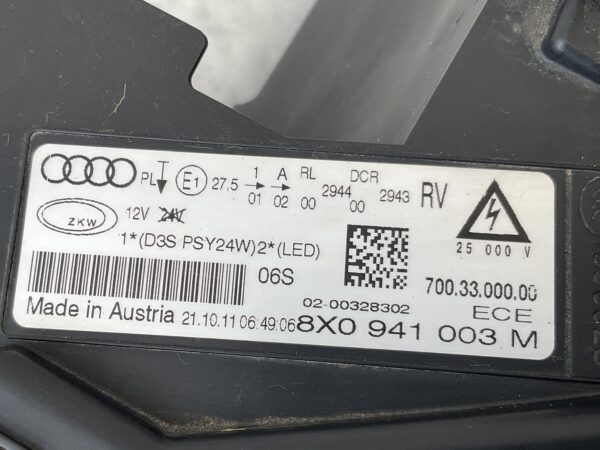 PL E1 27.5 1 A RL DCR
01 02 00 2944 00 2943 RV
ZKW 12V 24V
1*(D3S PSY24W)2*(LED)
25 000 V
06S
700.33.000.00
02-00328302
ECE
Made in Austria 21.10.11 06:49:06 8X0 941 003 M